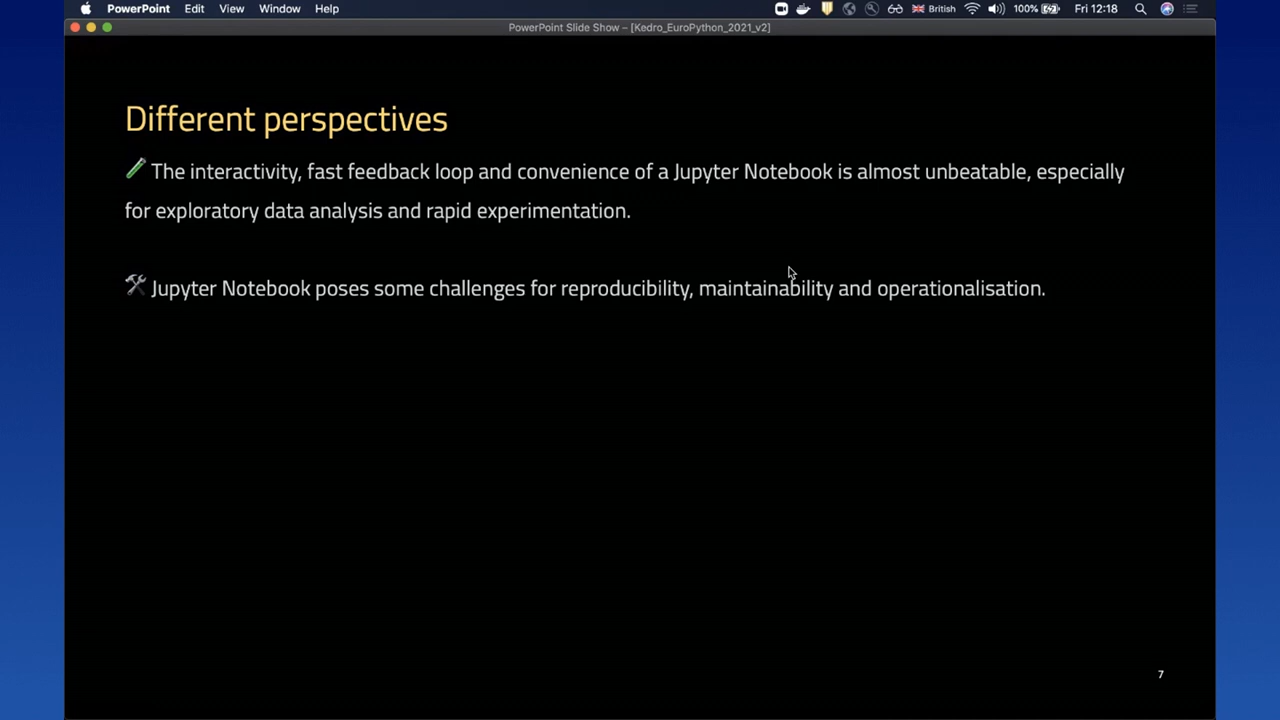 PowerPoint Edit View Window Help British 100% Fri 12:18
PowerPoint Slide Show – [Kedro_EuroPython_2021_v2]
Different perspectives
The interactivity, fast feedback loop and convenience of a Jupyter Notebook is almost unbeatable, especially
for exploratory data analysis and rapid experimentation.
Jupyter Notebook poses some challenges for reproducibility, maintainability and operationalisation.
7